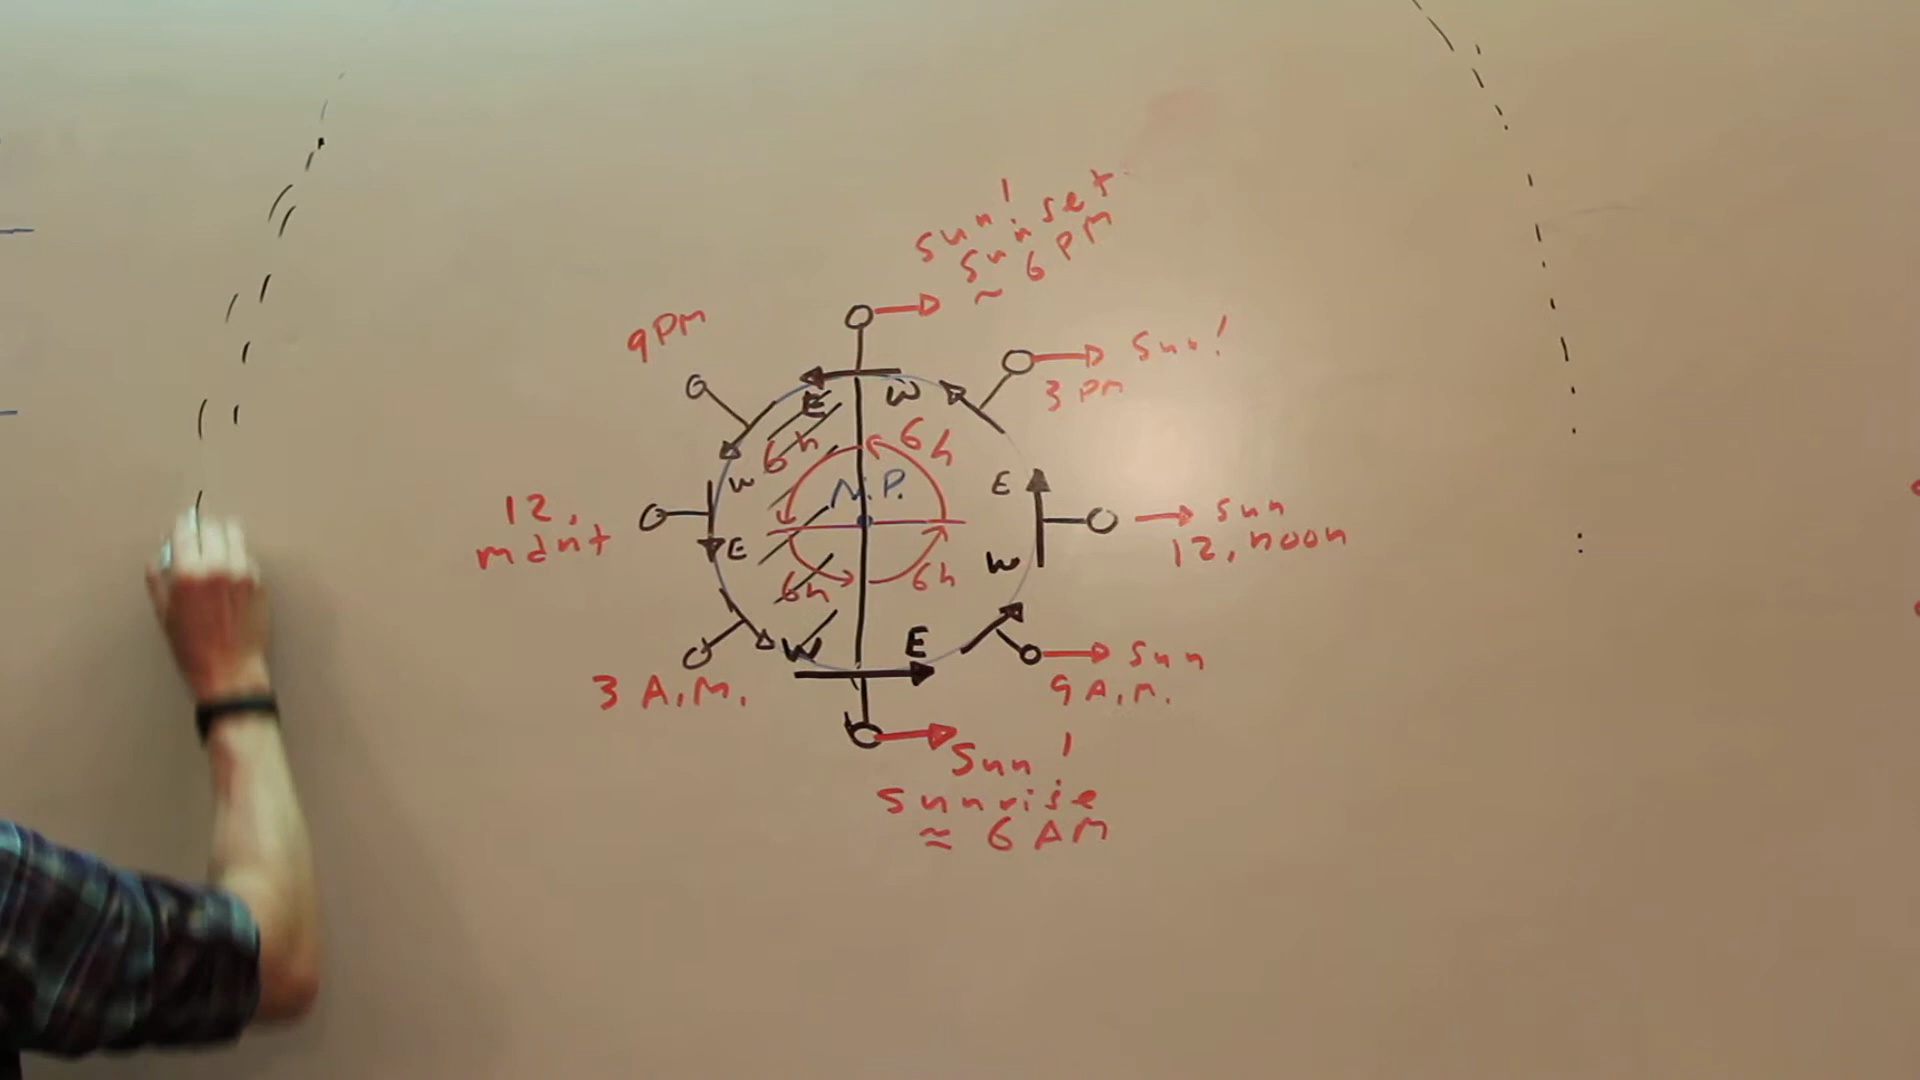 sun!
sunset
≈ 6 PM
9 PM
sun!
3 PM
E
W
6h
6h
W
N.P.
E
sun
12, noon
12,
mdnt
E
W
6h
6h
W
E
sun
9 A.M.
3 A.M.
sun!
sunrise
≈ 6 AM